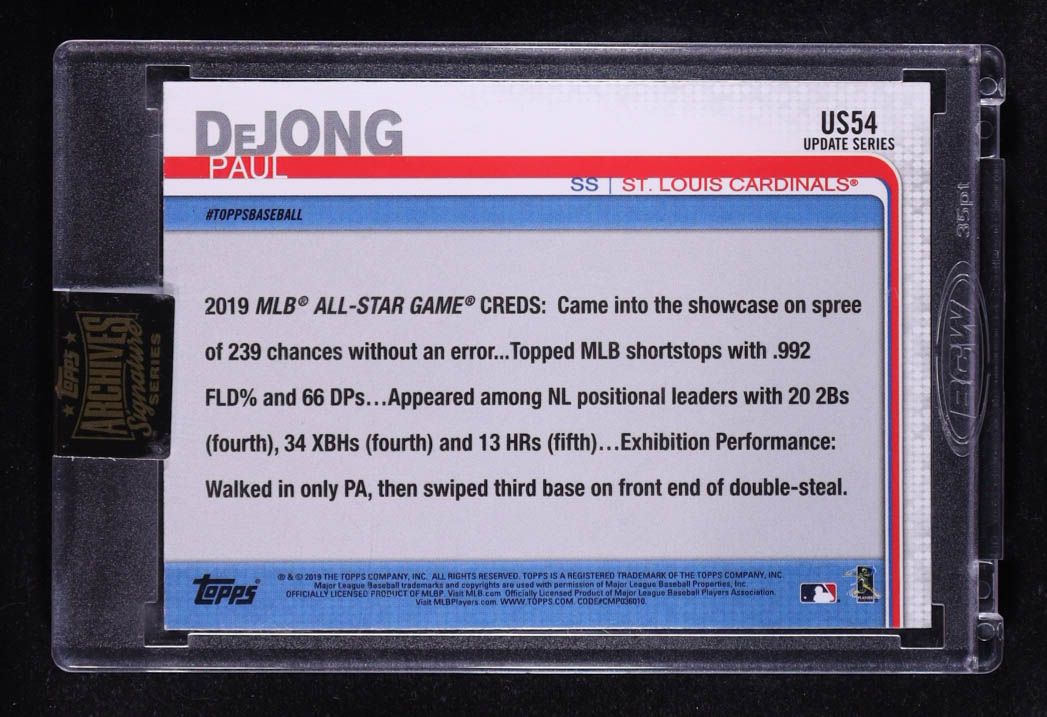 DeJONG
PAUL
US54
UPDATE SERIES
SS | ST. LOUIS CARDINALS®
#TOPPSBASEBALL
2019 MLB® ALL-STAR GAME® CREDS: Came into the showcase on spree
of 239 chances without an error...Topped MLB shortstops with .992
FLD% and 66 DPs...Appeared among NL positional leaders with 20 2Bs
(fourth), 34 XBHs (fourth) and 13 HRs (fifth)...Exhibition Performance:
Walked in only PA, then swiped third base on front end of double-steal.
TOPPS®
® & © 2019 THE TOPPS COMPANY, INC. ALL RIGHTS RESERVED. TOPPS IS A REGISTERED TRADEMARK OF THE TOPPS COMPANY, INC.
Major League Baseball trademarks and copyrights are used with permission of Major League Baseball Properties, Inc.
OFFICIALLY LICENSED PRODUCT OF MLBP. Visit MLB.com. Officially Licensed Product of Major League Baseball Players Association.
Visit MLBPlayers.com. WWW.TOPPS.COM. CODE#CMP036010.
TOPPS
ARCHIVES
Signature
SERIES
35pt
BCW